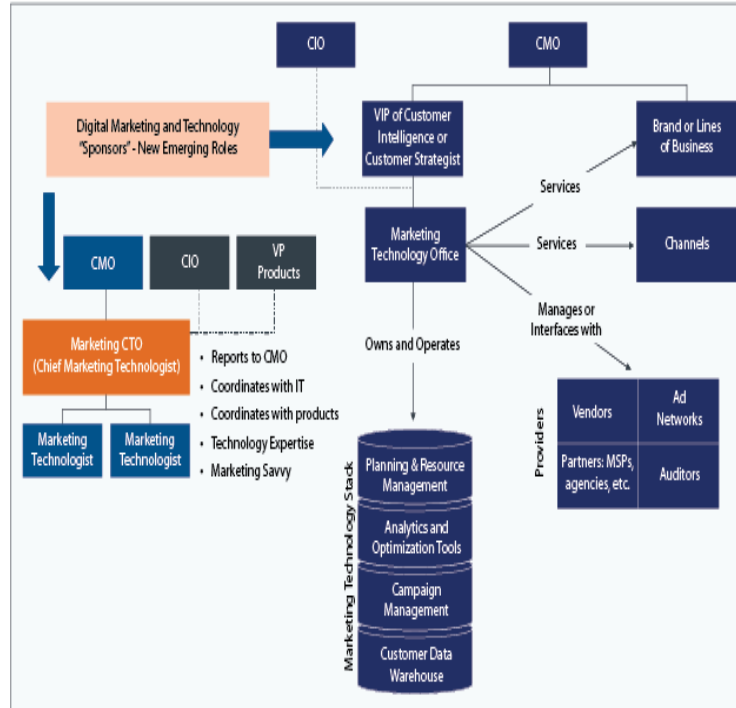 CIO
CMO
Digital Marketing and Technology
"Sponsors" - New Emerging Roles
VIP of Customer
Intelligence or
Customer Strategist
Brand or Lines
of Business
Services
Marketing
Technology Office
Services
Channels
CMO
CIO
VP
Products
Manages or
Interfaces with
Owns and Operates
Marketing CTO
(Chief Marketing Technologist)
• Reports to CMO
• Coordinates with IT
• Coordinates with products
• Technology Expertise
• Marketing Savvy
Marketing
Technologist
Marketing
Technologist
Providers
Vendors
Ad
Networks
Partners: MSPs,
agencies, etc.
Auditors
Marketing Technology Stack
Planning & Resource
Management
Analytics and
Optimization Tools
Campaign
Management
Customer Data
Warehouse